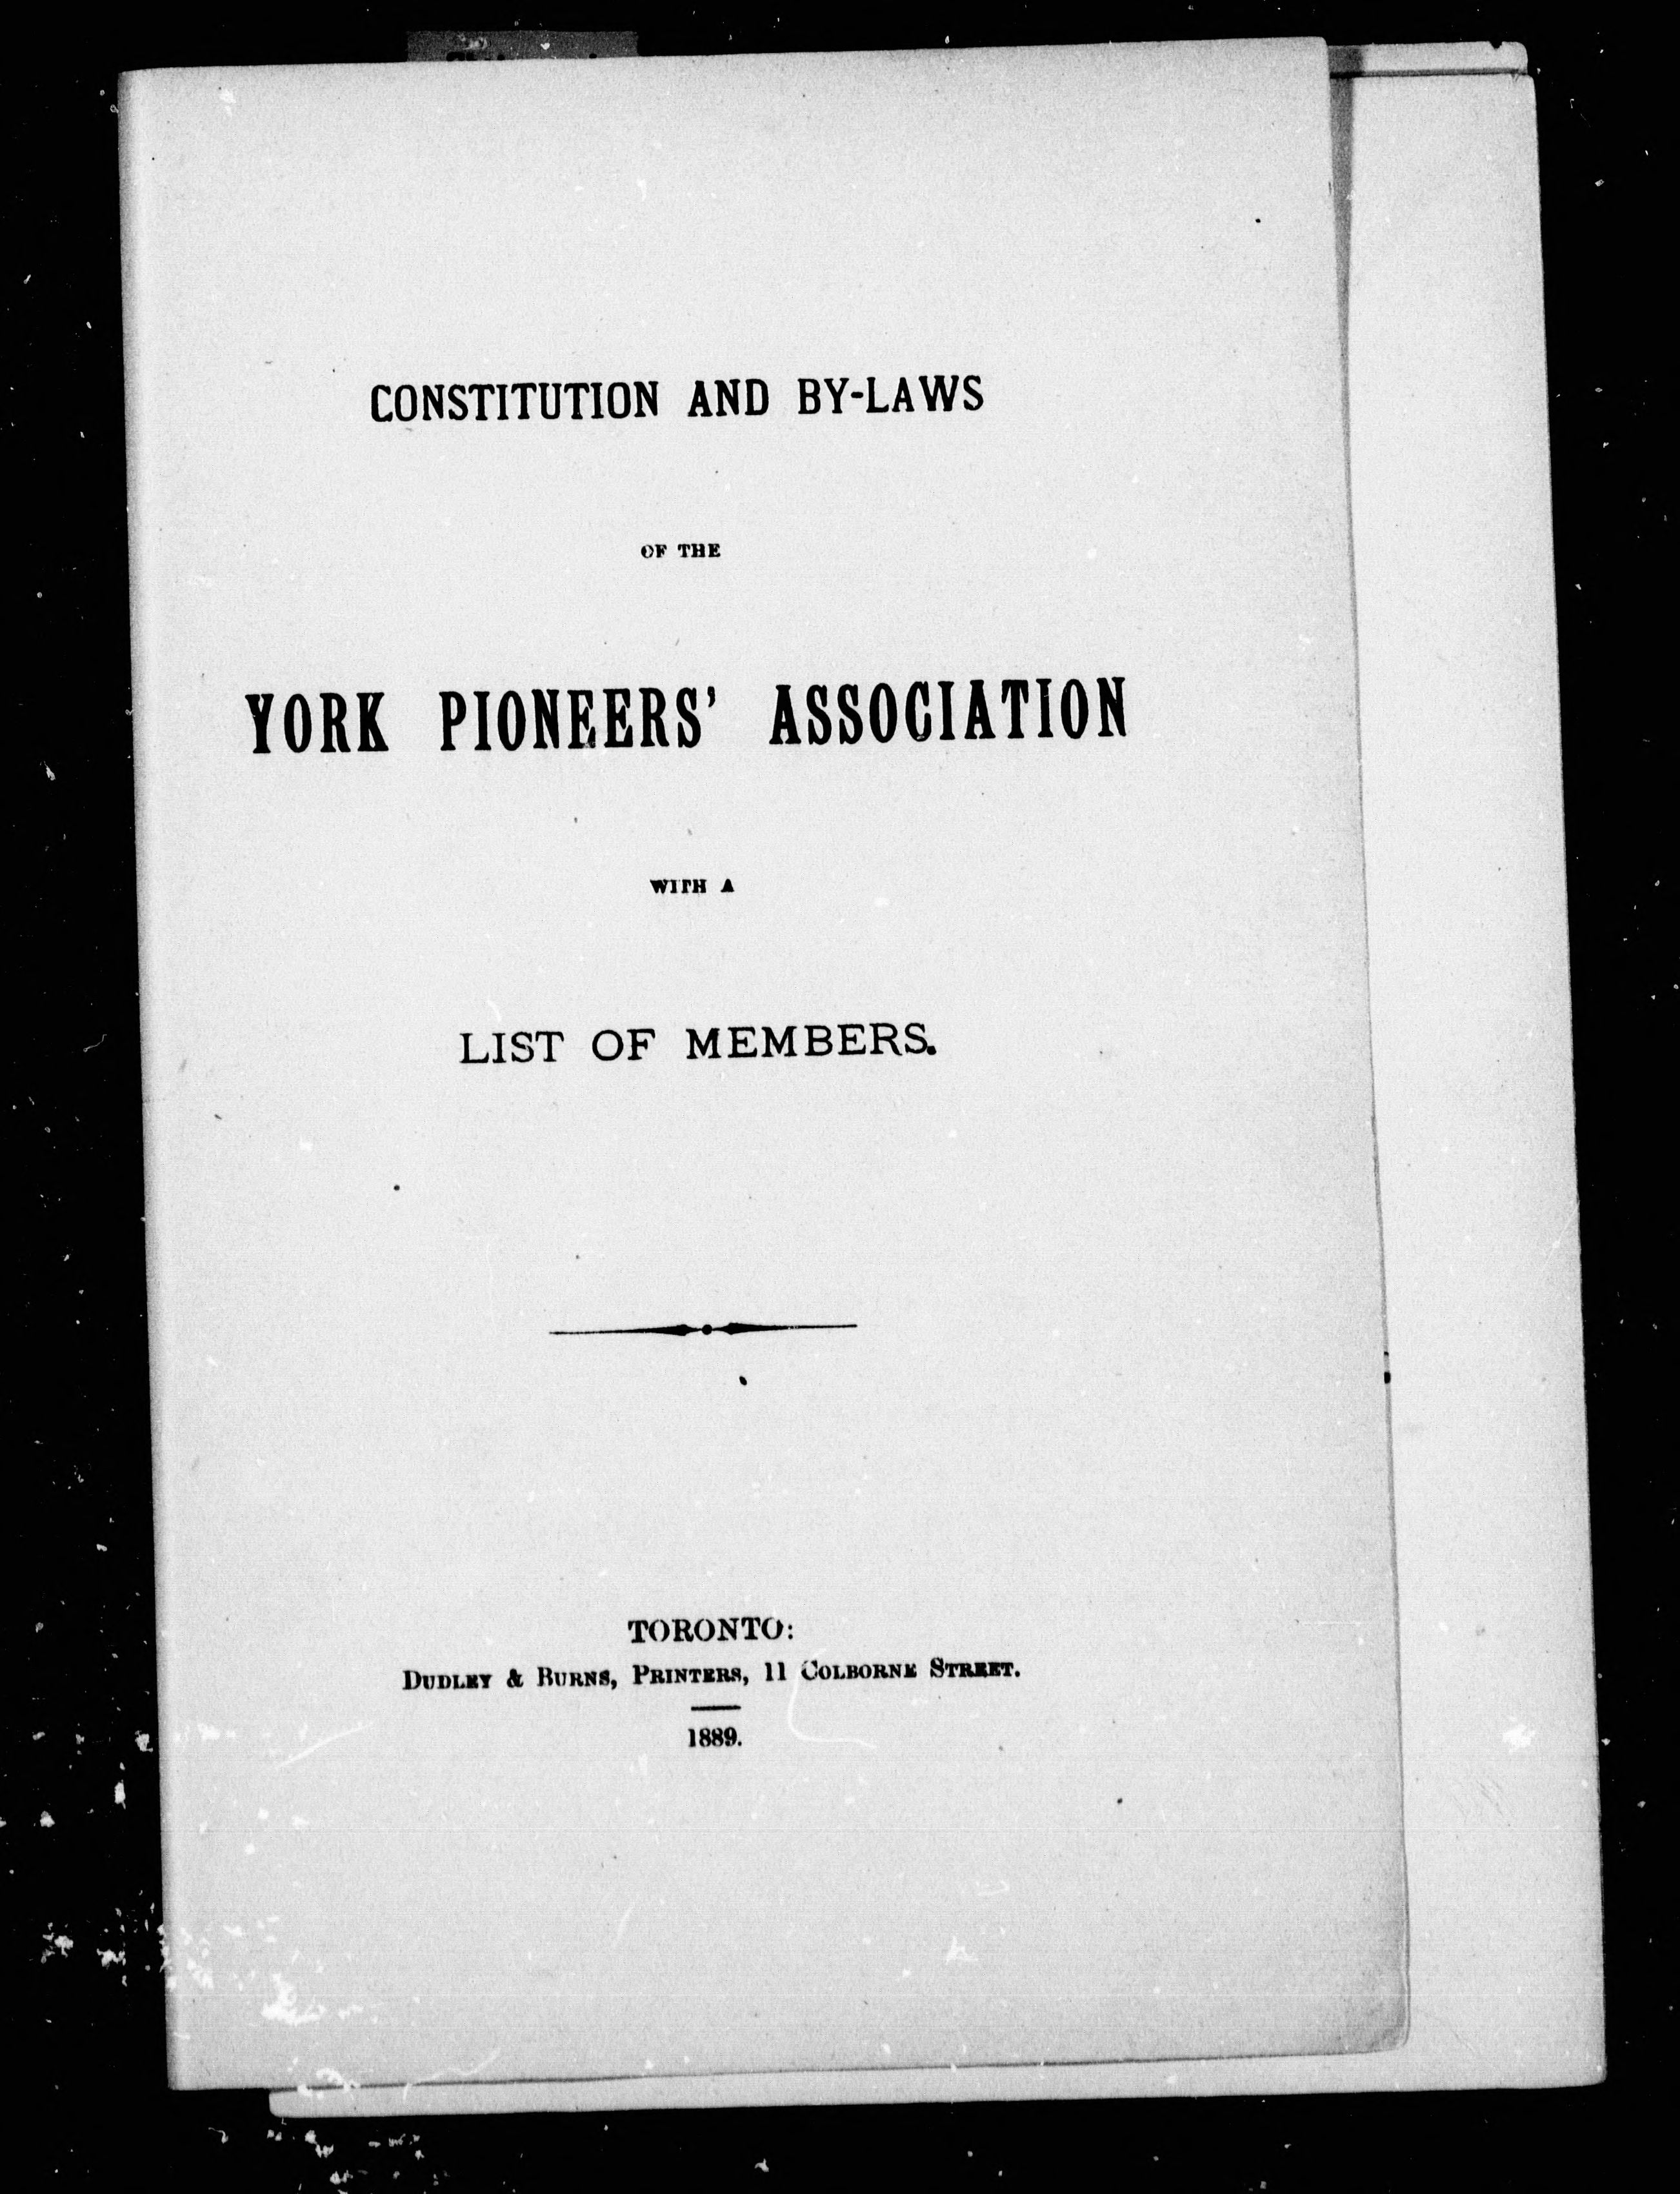 CONSTITUTION AND BY-LAWS
OF THE
YORK PIONEERS' ASSOCIATION
WITH A
LIST OF MEMBERS.
TORONTO:
DUDLEY & BURNS, PRINTERS, 11 COLBORNE STREET.
1889.